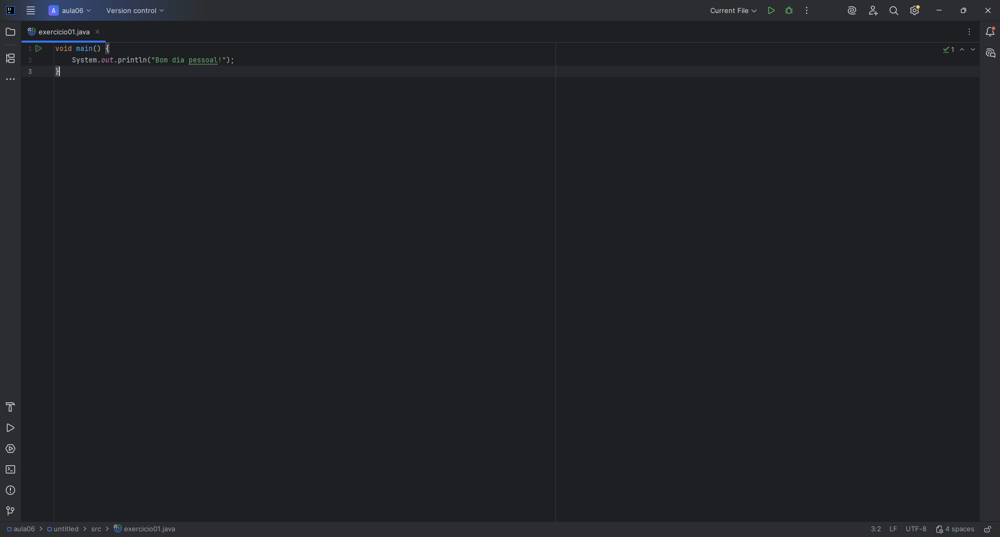 A aula06 Version control Current File
exercicio01.java
1 void main() {
2 System.out.println("Bom dia pessoal!");
3 }
1
aula06 > untitled > src > exercicio01.java 3:2 LF UTF-8 4 spaces